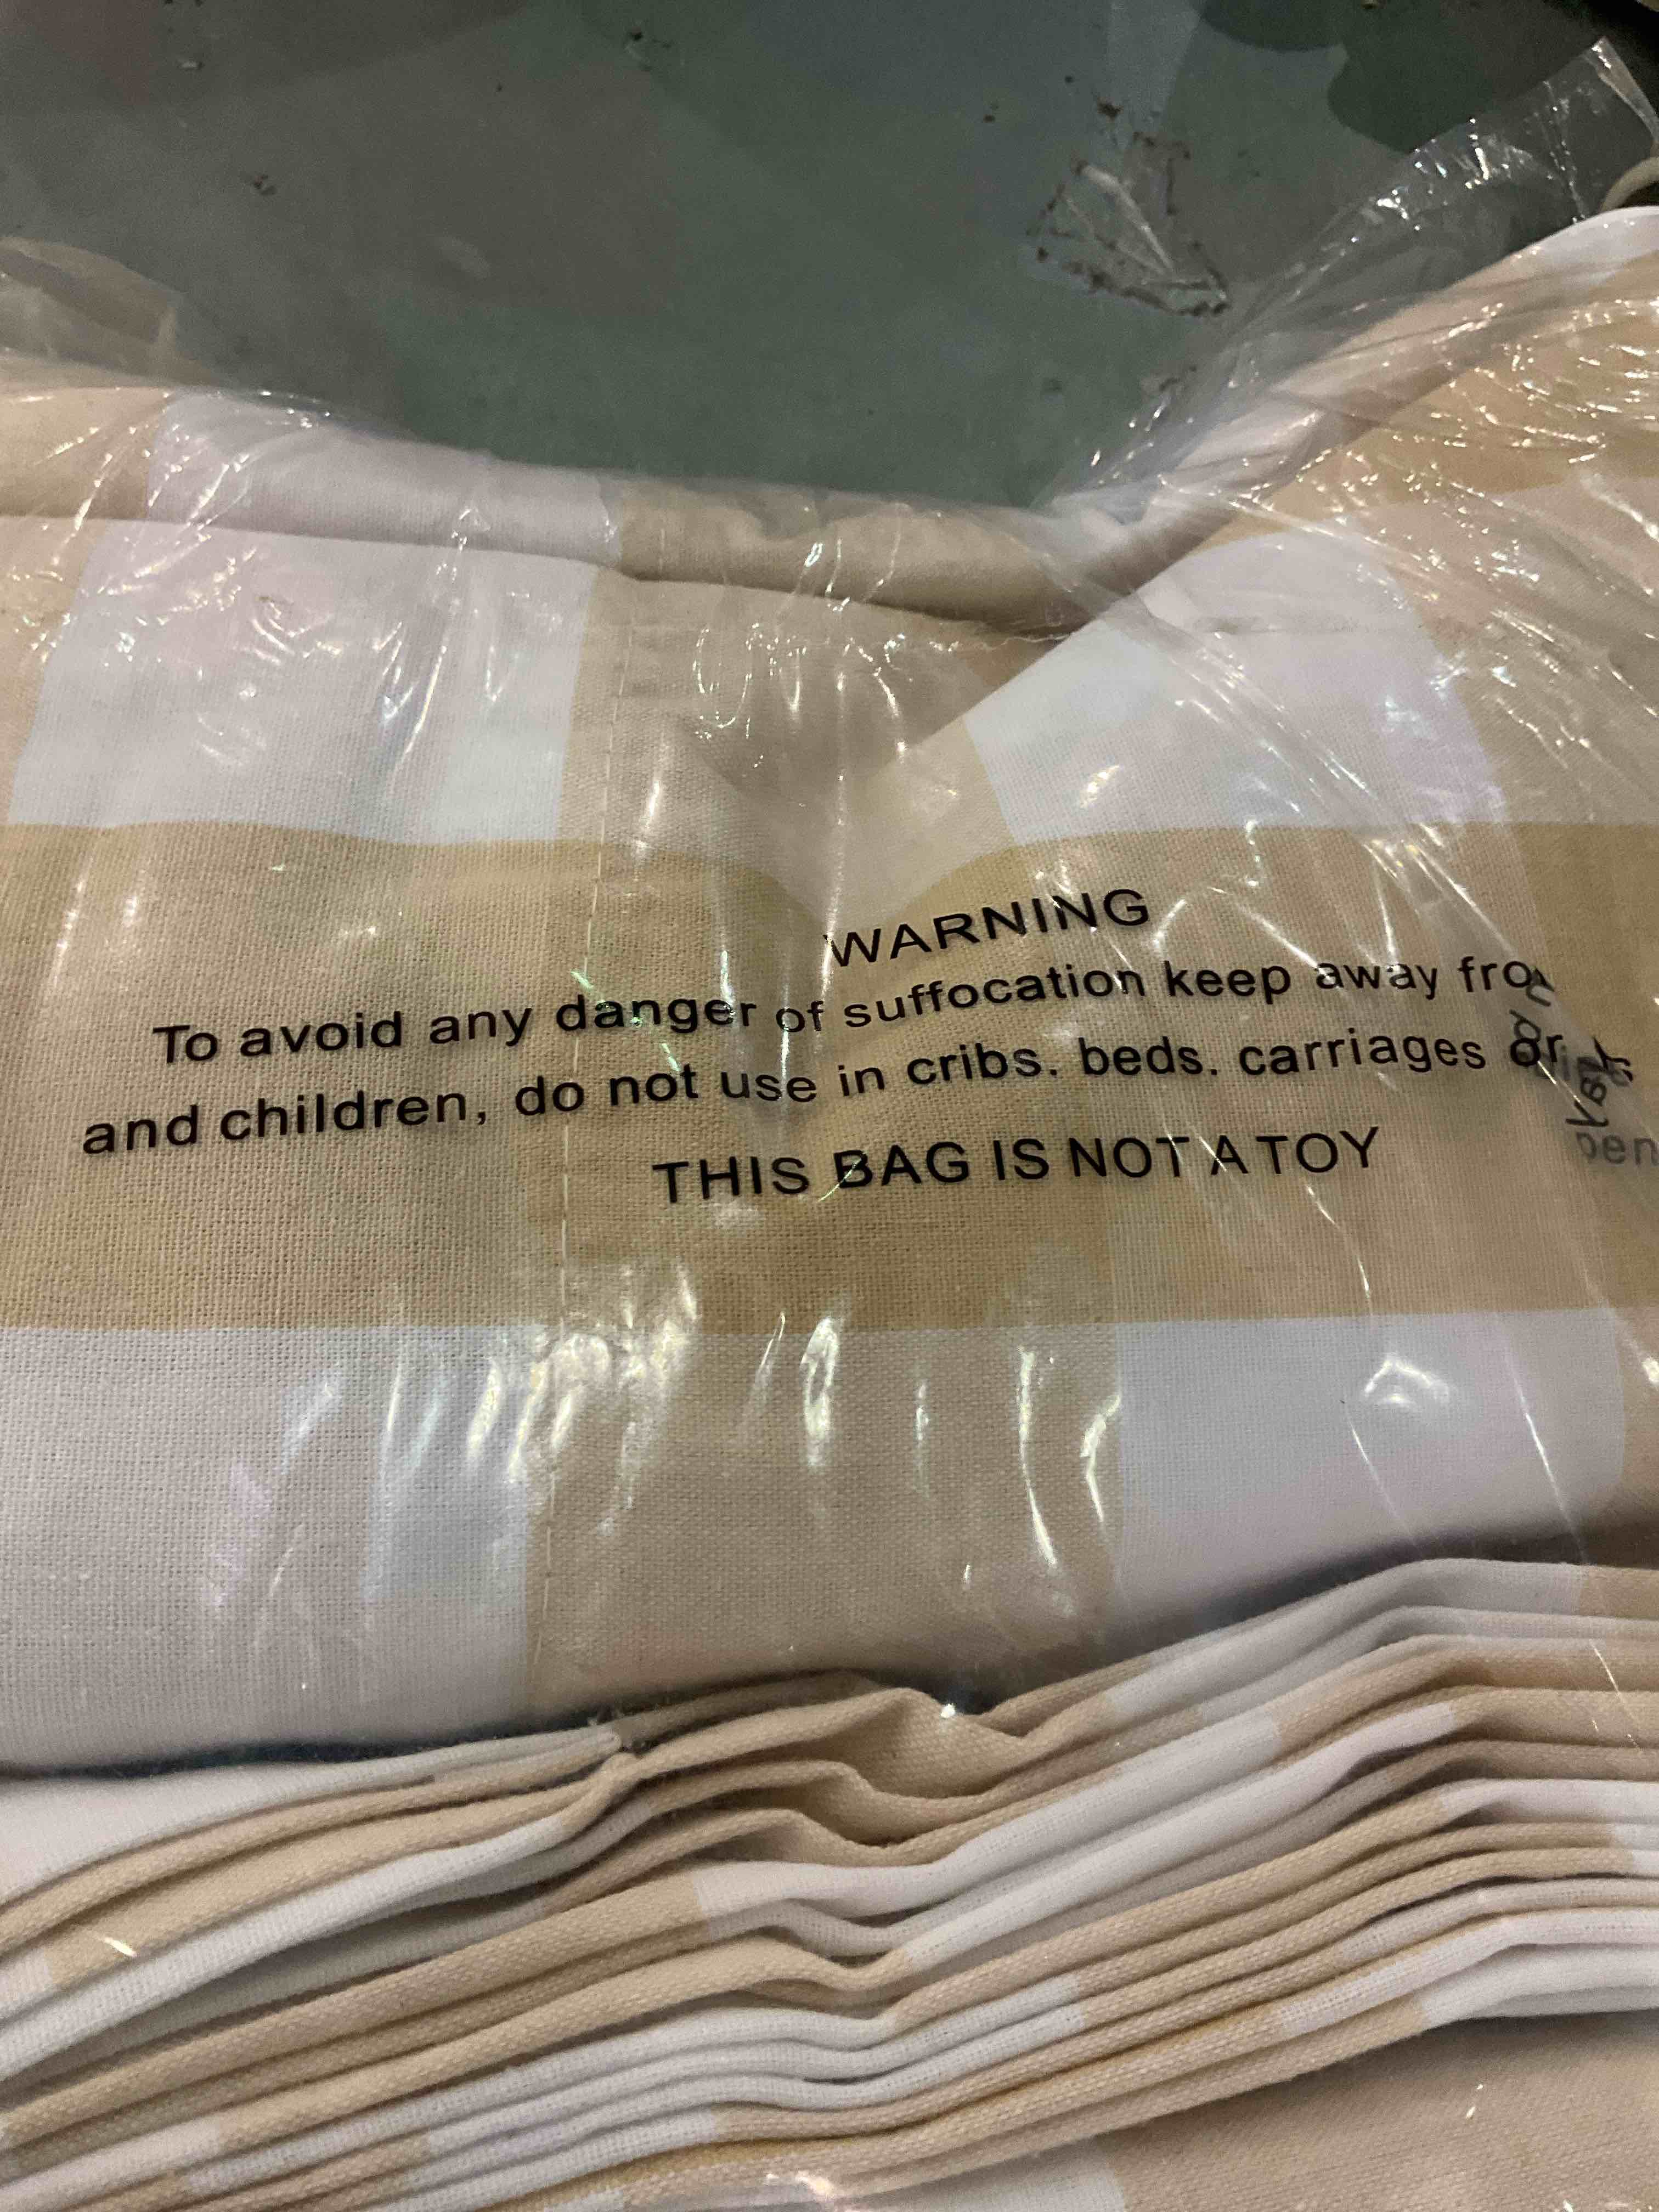 WARNING
To avoid any danger of suffocation keep away
and children, do not use in cribs. beds. carriages or
THIS BAG IS NOT A TOY